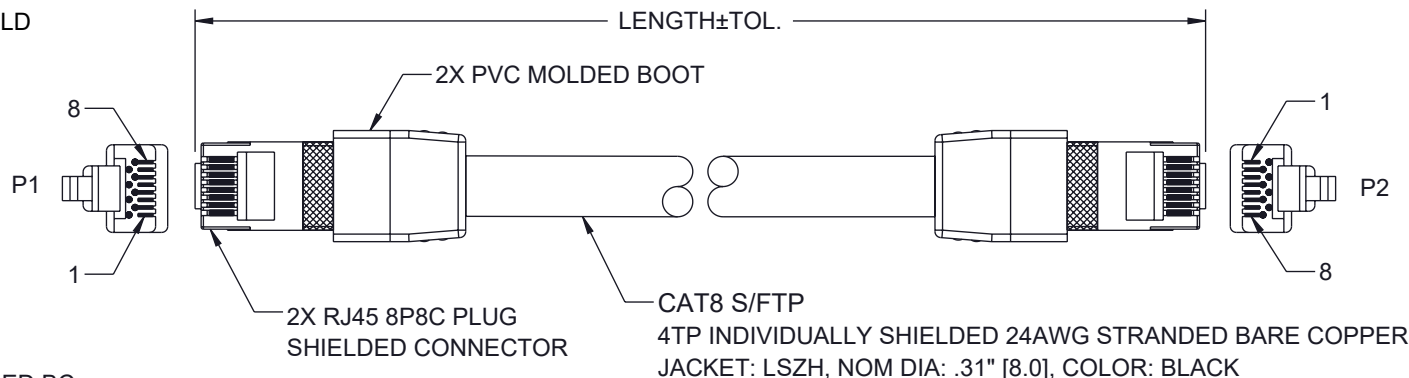 LD
LENGTH±TOL.
2X PVC MOLDED BOOT
8
1
P1
P2
1
8
2X RJ45 8P8C PLUG
SHIELDED CONNECTOR
CAT8 S/FTP
4TP INDIVIDUALLY SHIELDED 24AWG STRANDED BARE COPPER
JACKET: LSZH, NOM DIA: .31" [8.0], COLOR: BLACK